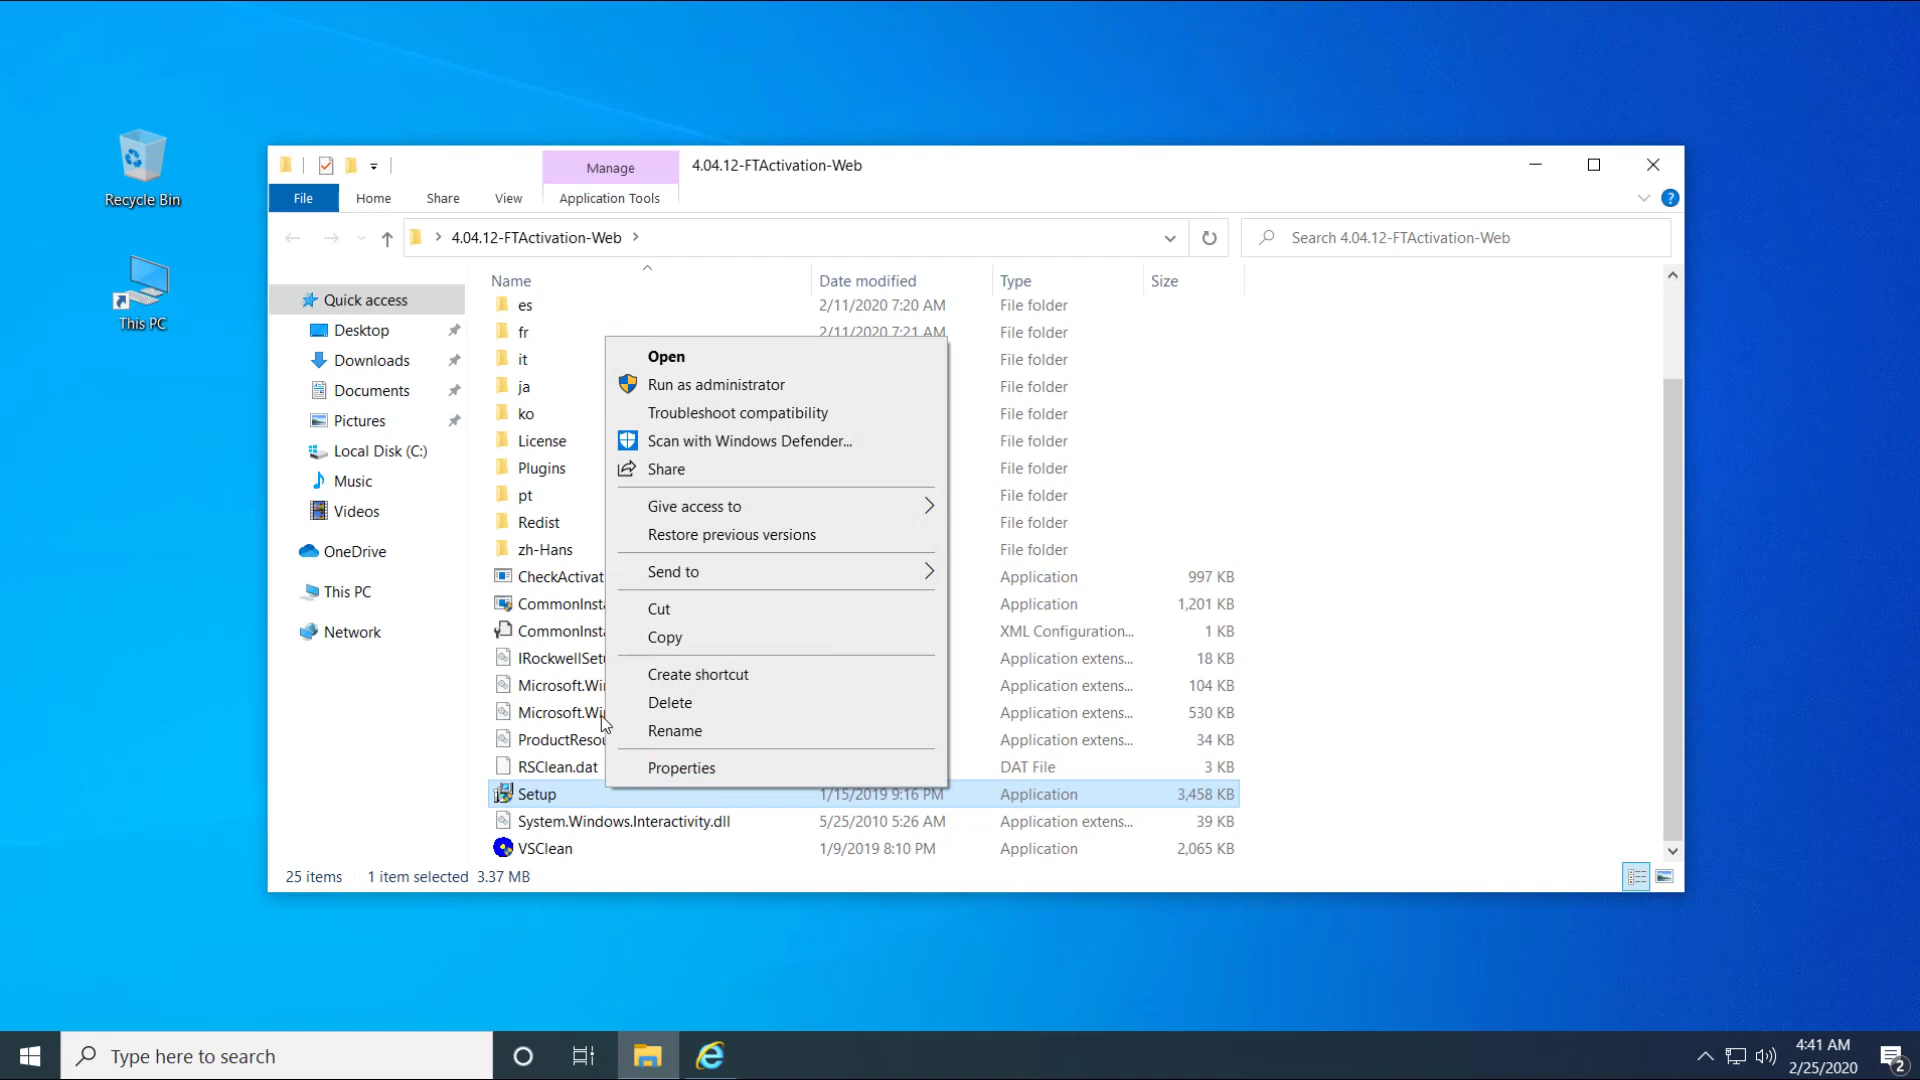 Recycle Bin
This PC
Manage
4.04.12-FTActivation-Web
File
Home
Share
View
Application Tools
4.04.12-FTActivation-Web
Search 4.04.12-FTActivation-Web
Quick access
Desktop
Downloads
Documents
Pictures
Local Disk (C:)
Music
Videos
OneDrive
This PC
Network
Name Date modified Type Size
es 2/11/2020 7:20 AM File folder
fr 2/11/2020 7:21 AM File folder
it File folder
ja File folder
ko File folder
License File folder
Plugins File folder
pt File folder
Redist File folder
zh-Hans File folder
CheckActivat Application 997 KB
CommonInsta Application 1,201 KB
CommonInsta XML Configuration... 1 KB
IRockwellSetu Application extens... 18 KB
Microsoft.Win Application extens... 104 KB
Microsoft.Win Application extens... 530 KB
ProductResou Application extens... 34 KB
RSClean.dat DAT File 3 KB
Setup 1/15/2019 9:16 PM Application 3,458 KB
System.Windows.Interactivity.dll 5/25/2010 5:26 AM Application extens... 39 KB
VSClean 1/9/2019 8:10 PM Application 2,065 KB
Open
Run as administrator
Troubleshoot compatibility
Scan with Windows Defender...
Share
Give access to
Restore previous versions
Send to
Cut
Copy
Create shortcut
Delete
Rename
Properties
25 items 1 item selected 3.37 MB
Type here to search
4:41 AM
2/25/2020
2